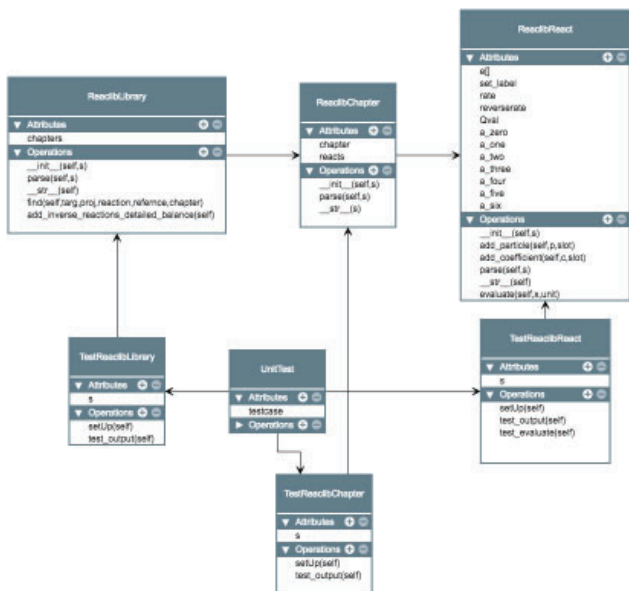 ReaclibReact
Attributes
e[]
set_label
rate
reverserate
Qval
a_zero
a_one
a_two
a_three
a_four
a_five
a_six
Operations
__init__(self,s)
add_particle(self,p,slot)
add_coefficient(self,c,slot)
parse(self,s)
__str__(self)
evaluate(self,x,unit)
ReaclibLibrary
Attributes
chapters
Operations
__init__(self,s)
parse(self,s)
__str__(self)
find(self,targ,proj,reaction,refernce,chapter)
add_inverse_reactions_detailed_balance(self)
ReaclibChapter
Attributes
chapter
reacts
Operations
__init__(self,s)
parse(self,s)
__str__(s)
TestReaclibLibrary
Attributes
s
Operations
setUp(self)
test_output(self)
UnitTest
Attributes
testcase
Operations
TestReaclibReact
Attributes
s
Operations
setUp(self)
test_output(self)
test_evaluate(self)
TestReaclibChapter
Attributes
s
Operations
setUp(self)
test_output(self)